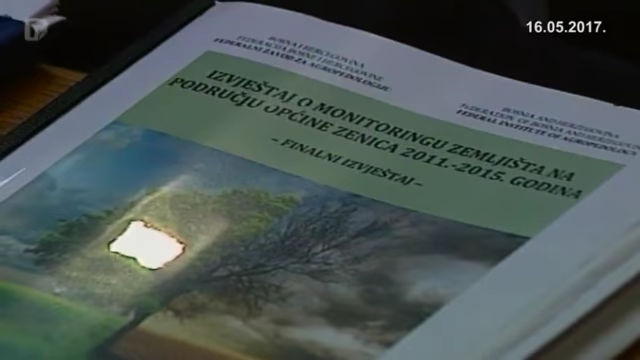 16.05.2017.
BOSNA I HERCEGOVINA
FEDERACIJA BOSNE I HERCEGOVINE
FEDERALNI ZAVOD ZA AGROPEDOLOGIJU
BOSNIA AND HERZEGOVINA
FEDERATION OF BOSNIA AND HERZEGOVINA
FEDERAL INSTITUTE OF AGROPEDOLOGY
IZVJEŠTAJ O MONITORINGU ZEMLJIŠTA NA
PODRUČJU OPĆINE ZENICA 2011.-2015. GODINA
– FINALNI IZVJEŠTAJ –